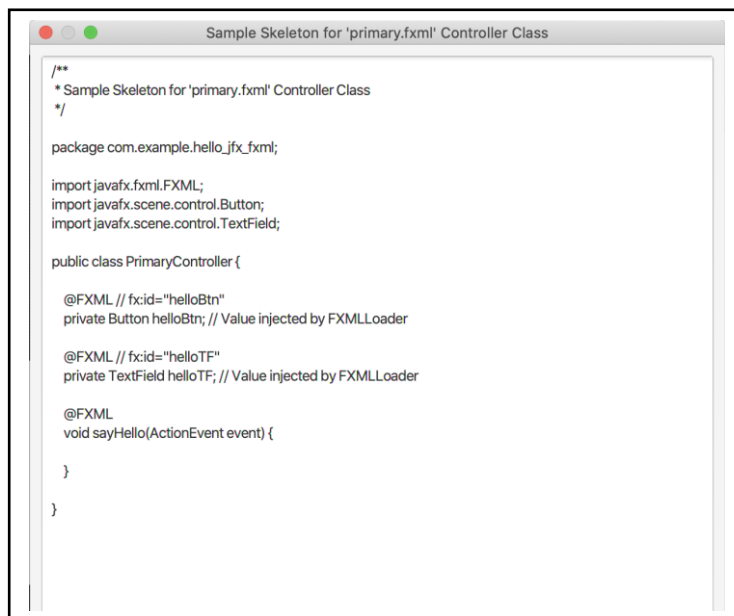 Sample Skeleton for 'primary.fxml' Controller Class
/**
 * Sample Skeleton for 'primary.fxml' Controller Class
 */
package com.example.hello_jfx_fxml;
import javafx.fxml.FXML;
import javafx.scene.control.Button;
import javafx.scene.control.TextField;
public class PrimaryController {
@FXML // fx:id="helloBtn"
private Button helloBtn; // Value injected by FXMLLoader
@FXML // fx:id="helloTF"
private TextField helloTF; // Value injected by FXMLLoader
@FXML
void sayHello(ActionEvent event) {
}
}